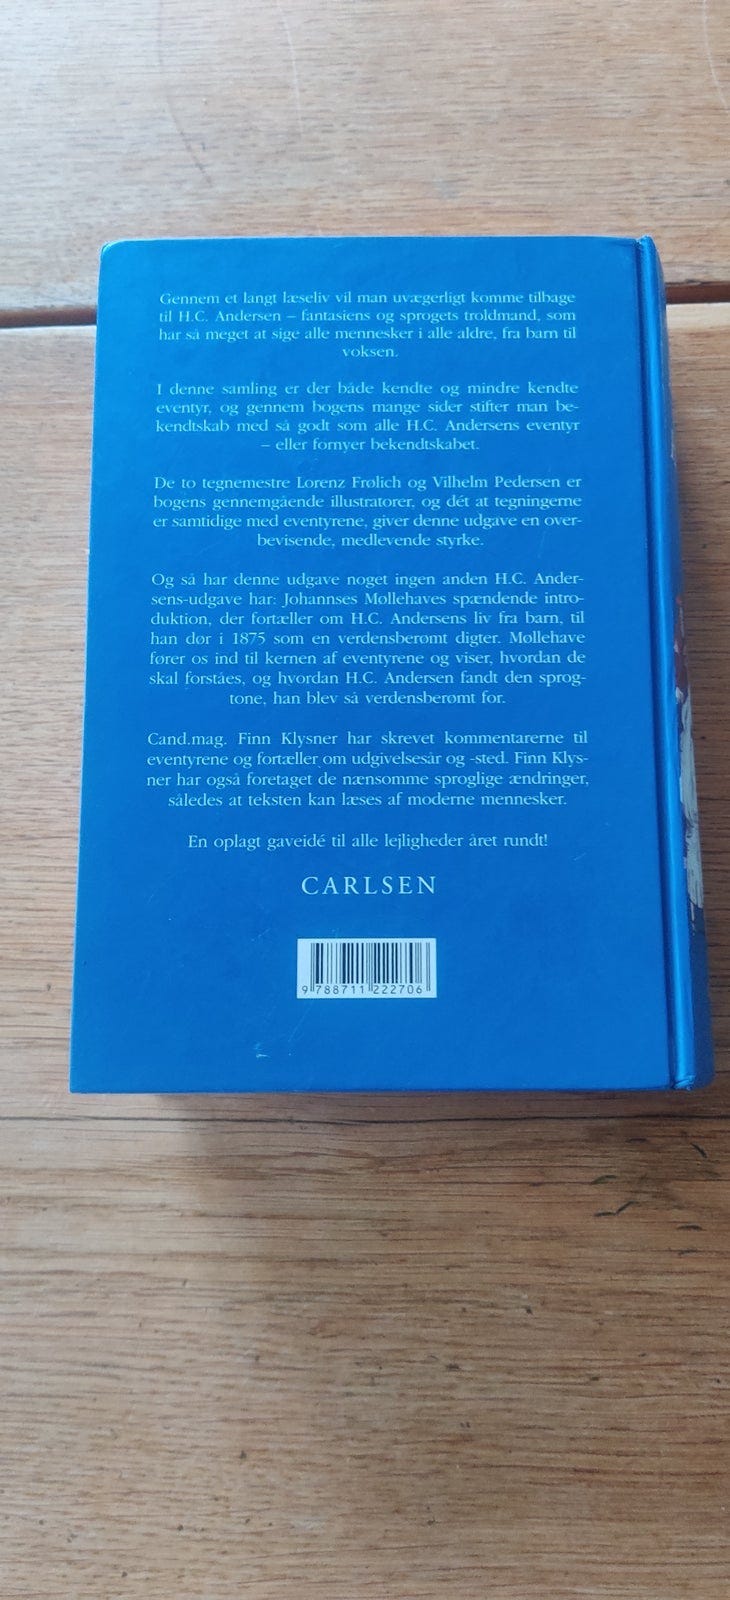 Gennem et langt læseliv vil man uvægerligt komme tilbage
til H.C. Andersen – fantasiens og sprogets troldmand, som
har så meget at sige alle mennesker i alle aldre, fra barn til
voksen.
I denne samling er der både kendte og mindre kendte
eventyr, og gennem bogens mange sider stifter man be-
kendtskab med så godt som alle H.C. Andersens eventyr
– eller fornyer bekendtskabet.
De to tegnemestre Lorenz Frølich og Vilhelm Pedersen er
bogens gennemgående illustratorer, og dét at tegningerne
er samtidige med eventyrene, giver denne udgave en over-
bevisende, medlevende styrke.
Og så har denne udgave noget ingen anden H.C. Ander-
sens-udgave har: Johannses Møllehaves spændende intro-
duktion, der fortæller om H.C. Andersens liv fra barn, til
han dør i 1875 som en verdensberømt digter. Møllehave
fører os ind til kernen af eventyrene og viser, hvordan de
skal forståes, og hvordan H.C. Andersen fandt den sprog-
tone, han blev så verdensberømt for.
Cand.mag. Finn Klysner har skrevet kommentarerne til
eventyrene og fortæller om udgivelsesår og -sted. Finn Klys-
ner har også foretaget de nænsomme sproglige ændringer,
således at teksten kan læses af moderne mennesker.
En oplagt gaveidé til alle lejligheder året rundt!
CARLSEN
9 788711 222706